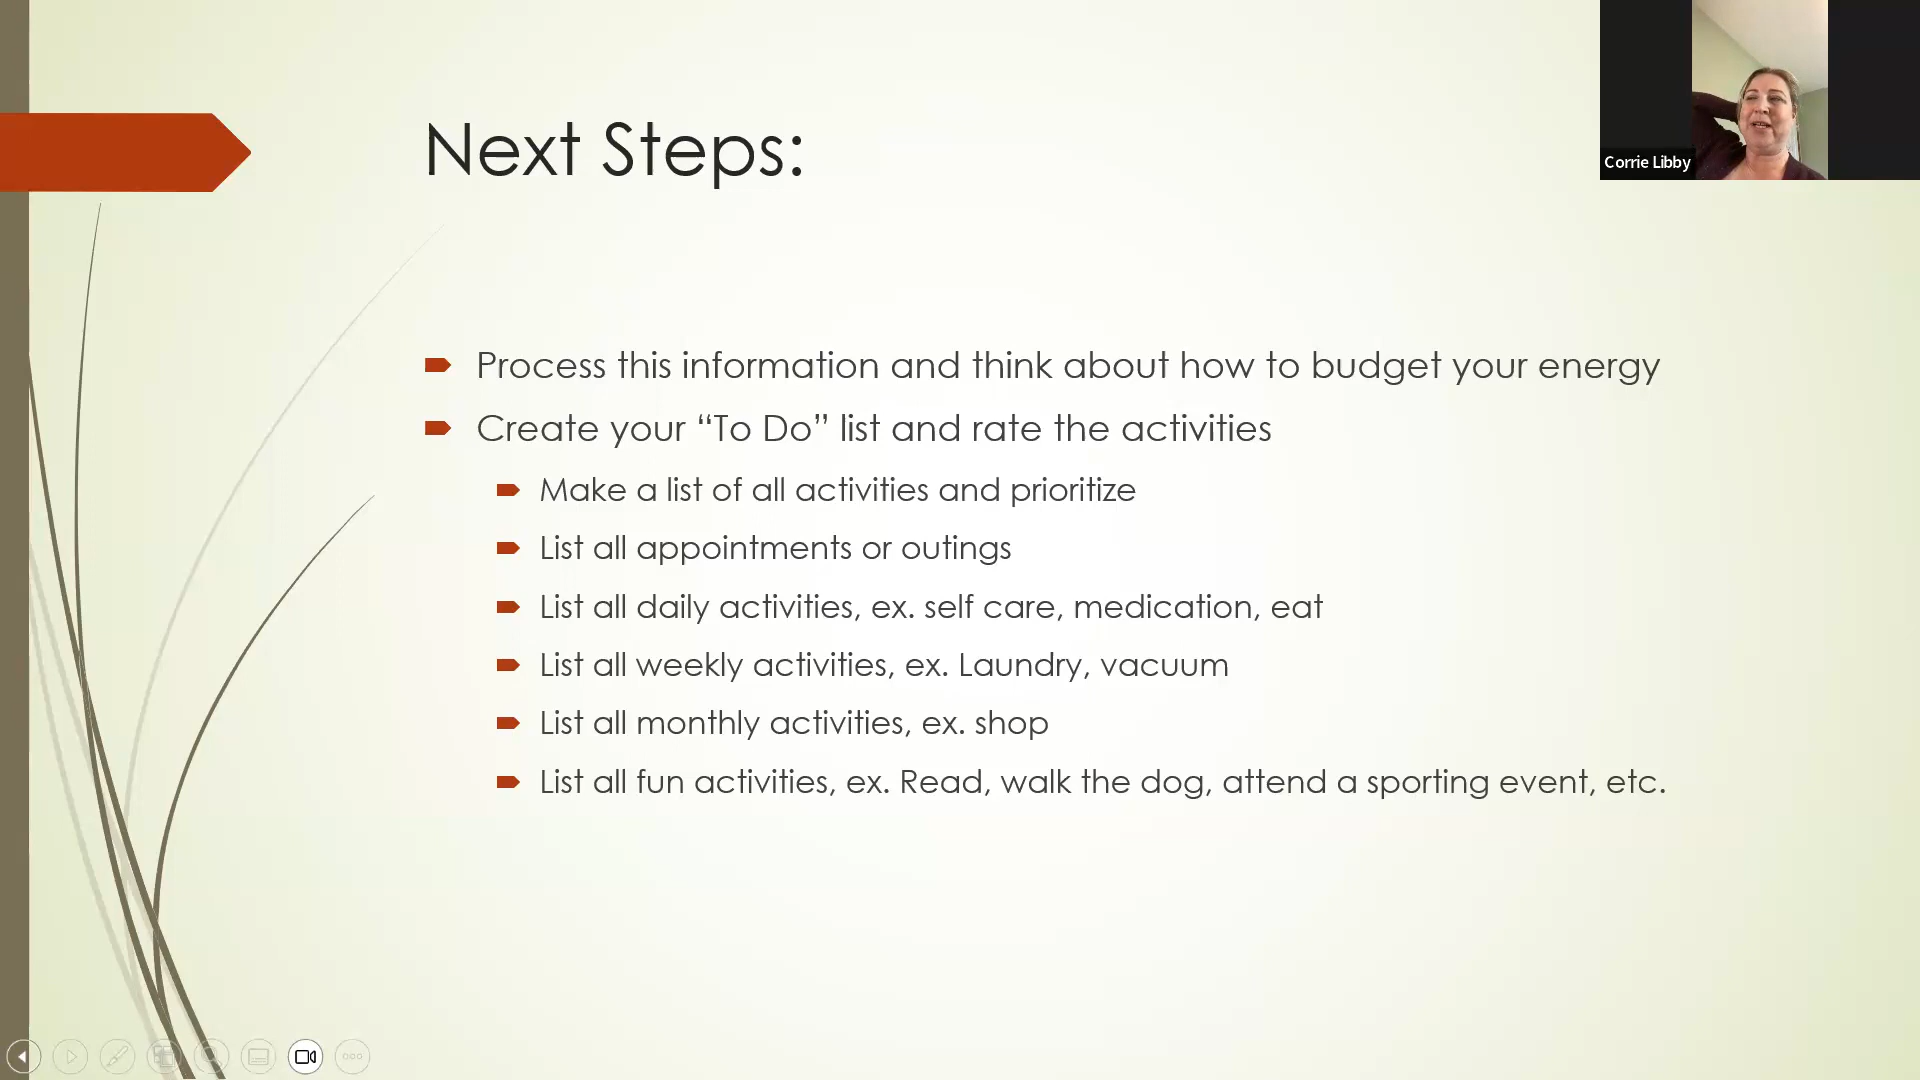 Next Steps:
Corrie Libby
Process this information and think about how to budget your energy
Create your “To Do” list and rate the activities
Make a list of all activities and prioritize
List all appointments or outings
List all daily activities, ex. self care, medication, eat
List all weekly activities, ex. Laundry, vacuum
List all monthly activities, ex. shop
List all fun activities, ex. Read, walk the dog, attend a sporting event, etc.